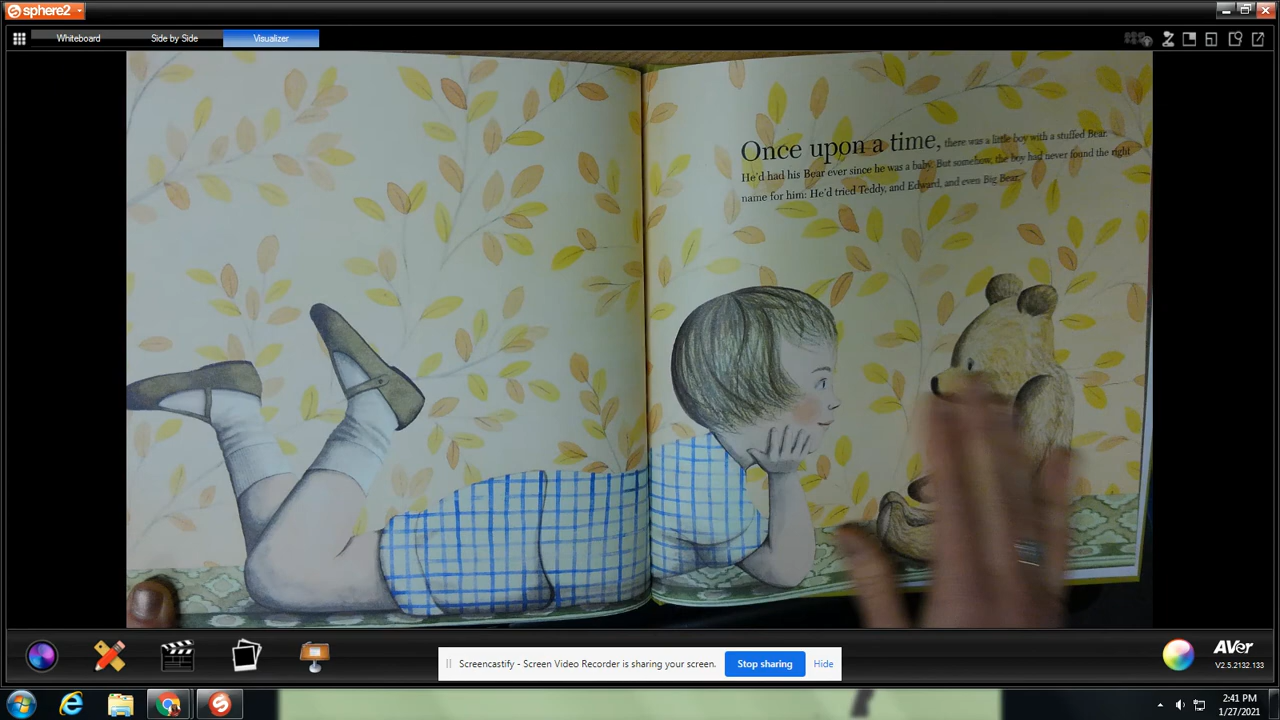 sphere2
Whiteboard
Side by Side
Visualizer
Once upon a time, there was a little boy with a stuffed Bear.
He'd had his Bear ever since he was a baby. But somehow, the boy had never found the right
name for him: He'd tried Teddy, and Edward, and even Big Bear.
Screencastify - Screen Video Recorder is sharing your screen.
Stop sharing
Hide
AVer
V2.5.2132.133
2:41 PM
1/27/2021